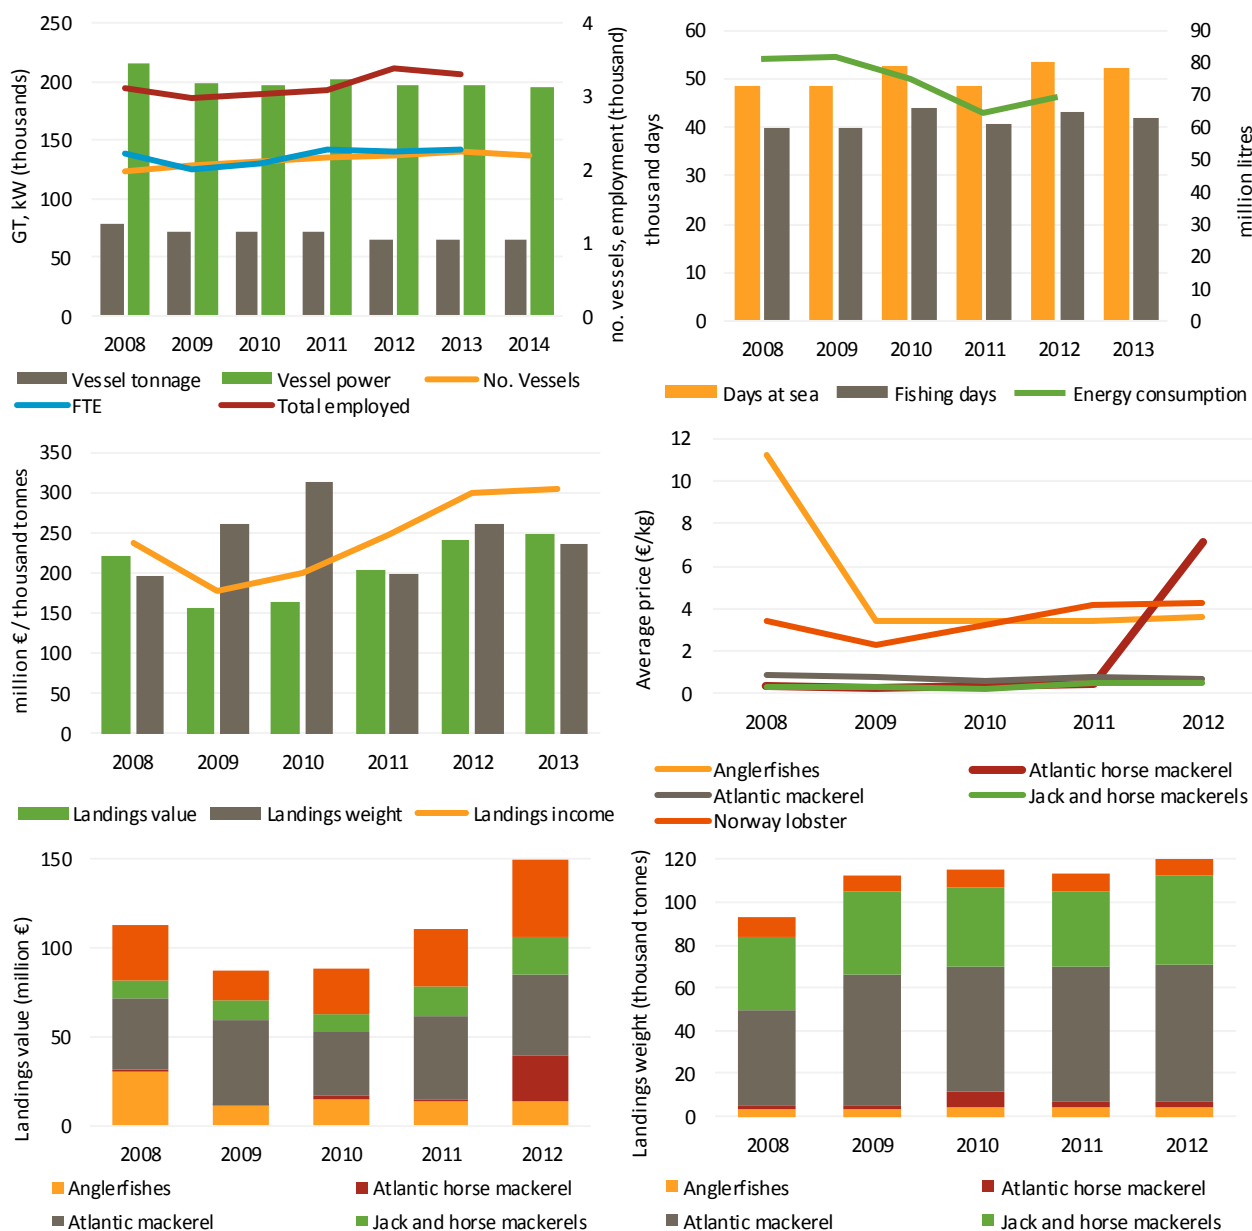 250
200
150
100
50
0
GT, kW (thousands)
4
3
2
1
0
no. vessels, employment (thousand)
2008 2009 2010 2011 2012 2013 2014
Vessel tonnage Vessel power No. Vessels
FTE Total employed
60
50
40
30
20
10
0
thousand days
90
80
70
60
50
40
30
20
10
0
million litres
2008 2009 2010 2011 2012 2013
Days at sea Fishing days Energy consumption
350
300
250
200
150
100
50
0
million € / thousand tonnes
2008 2009 2010 2011 2012 2013
Landings value Landings weight Landings income
12
10
8
6
4
2
0
Average price (€/kg)
2008 2009 2010 2011 2012
Anglerfishes Atlantic horse mackerel
Atlantic mackerel Jack and horse mackerels
Norway lobster
150
100
50
0
Landings value (million €)
2008 2009 2010 2011 2012
Anglerfishes Atlantic horse mackerel
Atlantic mackerel Jack and horse mackerels
120
100
80
60
40
20
0
Landings weight (thousand tonnes)
2008 2009 2010 2011 2012
Anglerfishes Atlantic horse mackerel
Atlantic mackerel Jack and horse mackerels